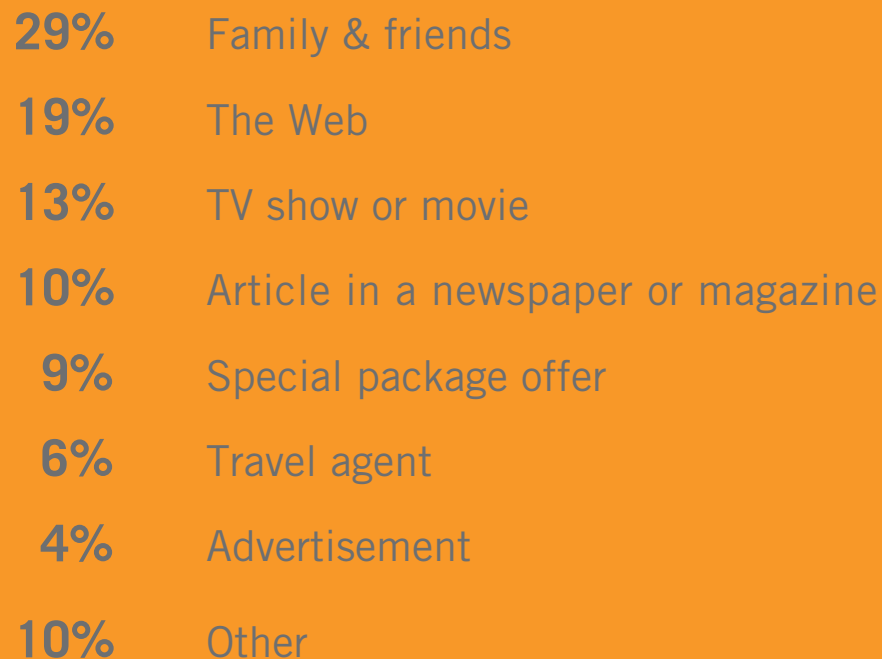 29% Family & friends
19% The Web
13% TV show or movie
10% Article in a newspaper or magazine
9% Special package offer
6% Travel agent
4% Advertisement
10% Other